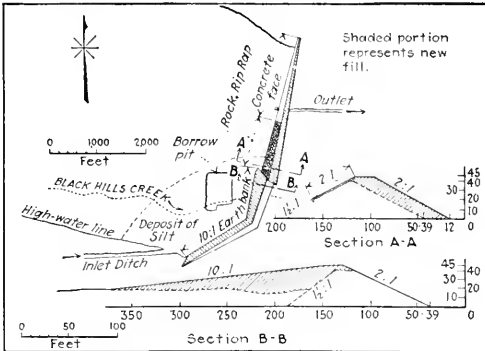 Shaded portion
represents new
fill.
Rock, Rip Rap
Concrete
face
Outlet
0 1000 2,000
Feet
Borrow
pit
A
A
B
B
BLACK HILLS CREEK
High-water line
Deposit of
Silt
10:1 Earth bank
Inlet Ditch
2:1
1½:1
2:1
45
40
30
20
10
0
200 150 100 50 39 12
Section A-A
10:1
1½:1
2:1
45
40
20
0
350 300 250 200 150 100 50 39
0 50 100
Feet
Section B-B